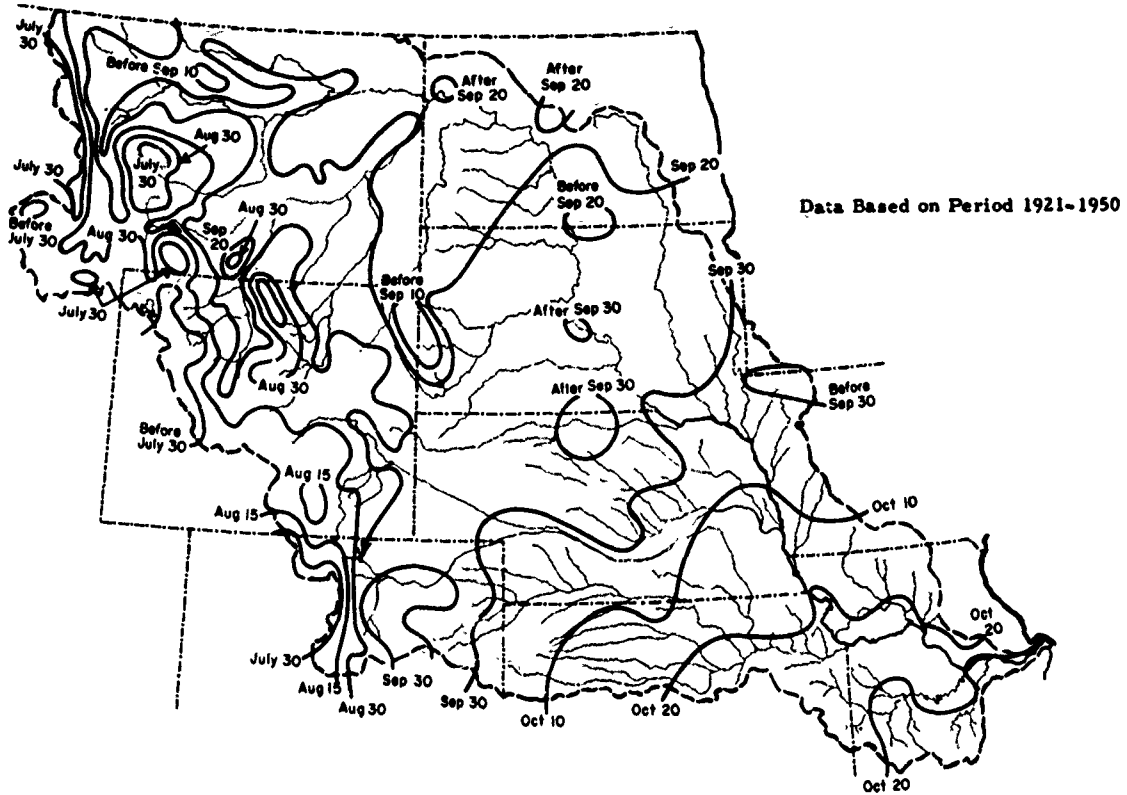 July
30
Before Sep 10
After
Sep 20
After
Sep 20
Aug 30
July
30
July 30
Sep 20
Before
Sep 20
Data Based on Period 1921-1950
Before
July 30
Aug 30
Sep
20
Aug 30
Sep 30
Before
Sep 10
July 30
After Sep 30
Aug 30
After Sep 30
Before
Sep 30
Before
July 30
Aug 15
Aug 15
Oct 10
Oct
20
July 30
Aug 15
Aug 30
Sep 30
Sep 30
Oct 10
Oct 20
Oct 20